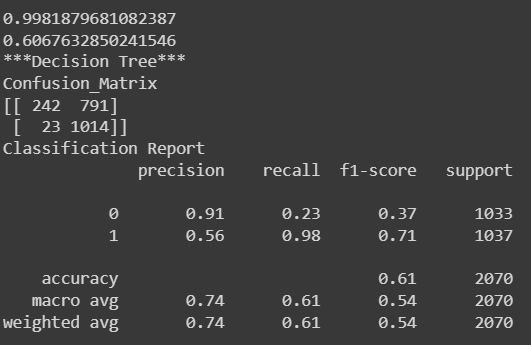 0.9981879681082387
0.6067632850241546
***Decision Tree***
Confusion_Matrix
[[ 242  791]
 [  23 1014]]
Classification Report
              precision    recall  f1-score   support

           0       0.91      0.23      0.37      1033
           1       0.56      0.98      0.71      1037

    accuracy                           0.61      2070
   macro avg       0.74      0.61      0.54      2070
weighted avg       0.74      0.61      0.54      2070